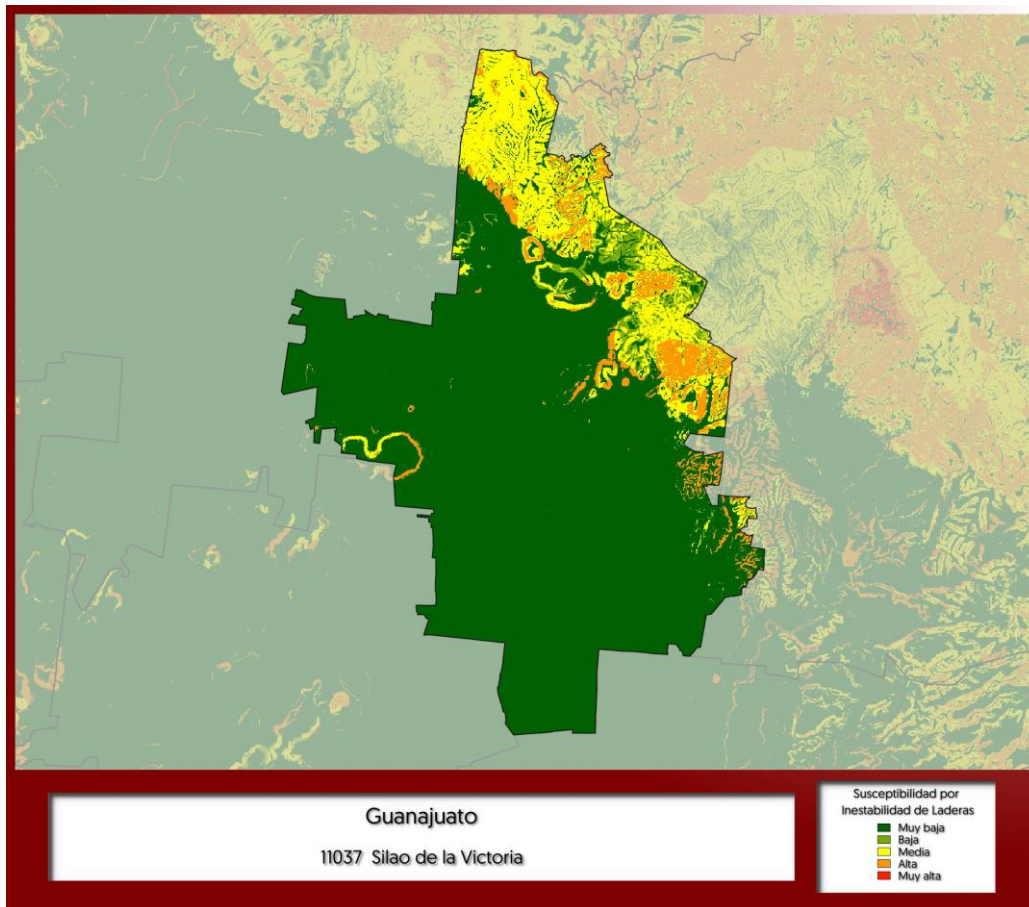 Guanajuato
11037 Silao de la Victoria
Susceptibilidad por
Inestabilidad de Laderas
Muy baja
Baja
Media
Alta
Muy alta